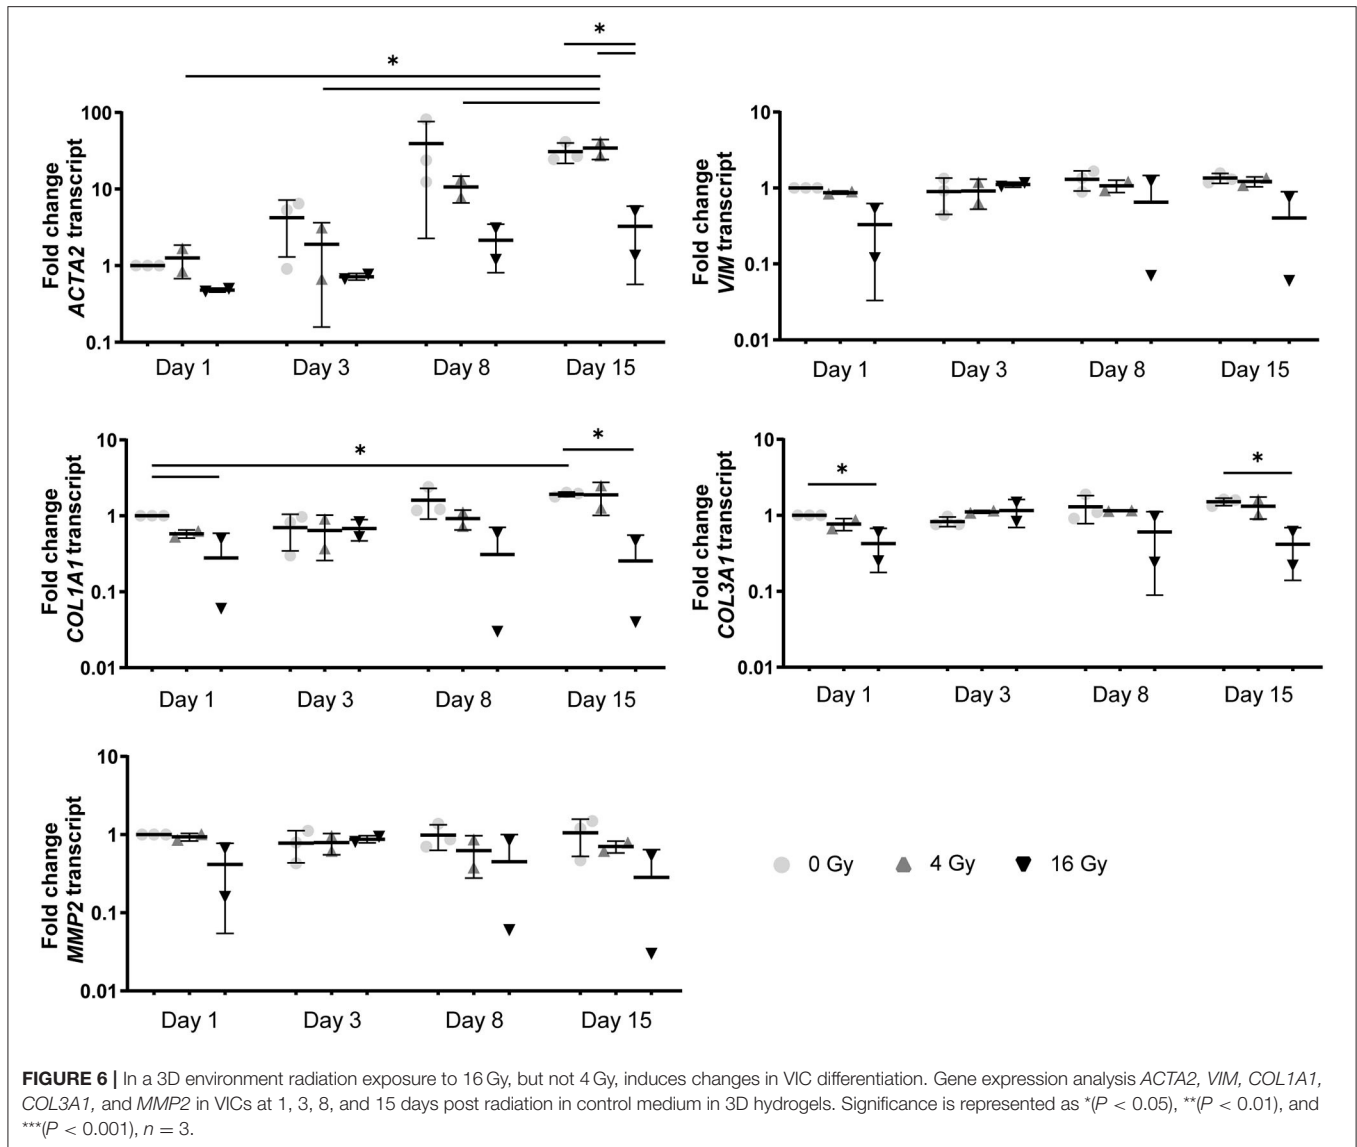 *
*
Fold change
ACTA2 transcript
100
10
1
0.1
Day 1 Day 3 Day 8 Day 15
Fold change
VIM transcript
10
1
0.1
0.01
Day 1 Day 3 Day 8 Day 15
Fold change
COL1A1 transcript
10
1
0.1
0.01
*
*
Day 1 Day 3 Day 8 Day 15
Fold change
COL3A1 transcript
10
1
0.1
0.01
*
*
Day 1 Day 3 Day 8 Day 15
Fold change
MMP2 transcript
10
1
0.1
0.01
Day 1 Day 3 Day 8 Day 15
0 Gy 4 Gy 16 Gy
FIGURE 6 | In a 3D environment radiation exposure to 16 Gy, but not 4 Gy, induces changes in VIC differentiation. Gene expression analysis ACTA2, VIM, COL1A1,
COL3A1, and MMP2 in VICs at 1, 3, 8, and 15 days post radiation in control medium in 3D hydrogels. Significance is represented as *(P < 0.05), **(P < 0.01), and
***(P < 0.001), n = 3.